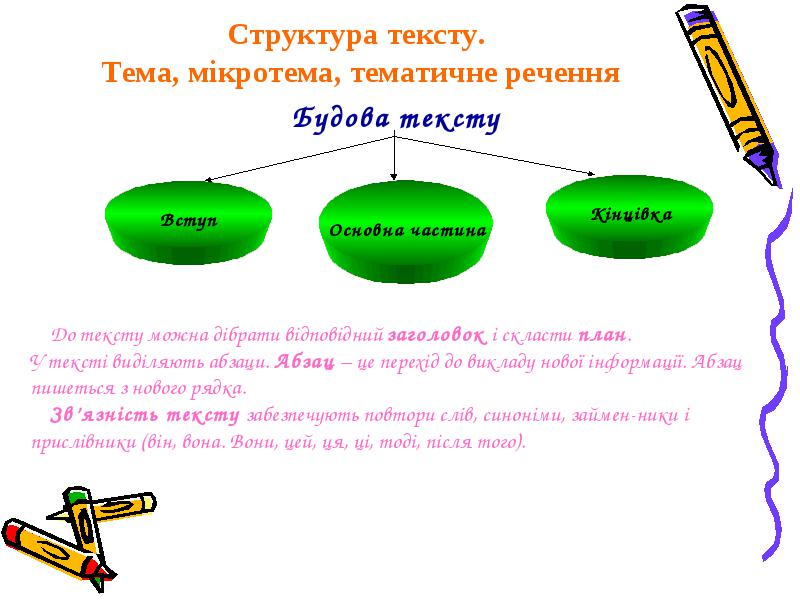 Структура тексту.
Тема, мікротема, тематичне речення
Будова тексту
Вступ
Основна частина
Кінцівка
До тексту можна дібрати відповідний заголовок і скласти план.
У тексті виділяють абзаци. Абзац – це перехід до викладу нової інформації. Абзац
пишеться з нового рядка.
Зв’язність тексту забезпечують повтори слів, синоніми, займен-ники і
прислівники (він, вона. Вони, цей, ця, ці, тоді, після того).